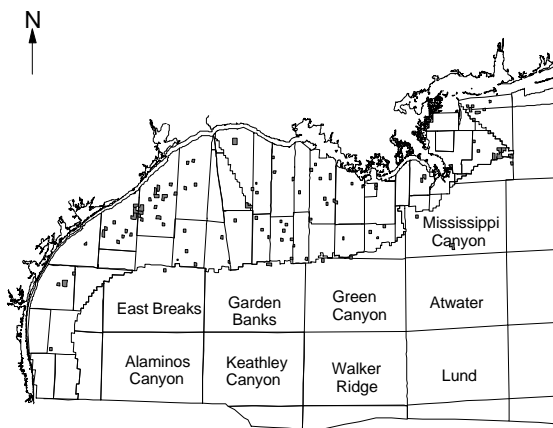 N
Mississippi
Canyon
East Breaks
Garden
Banks
Green
Canyon
Atwater
Alaminos
Canyon
Keathley
Canyon
Walker
Ridge
Lund